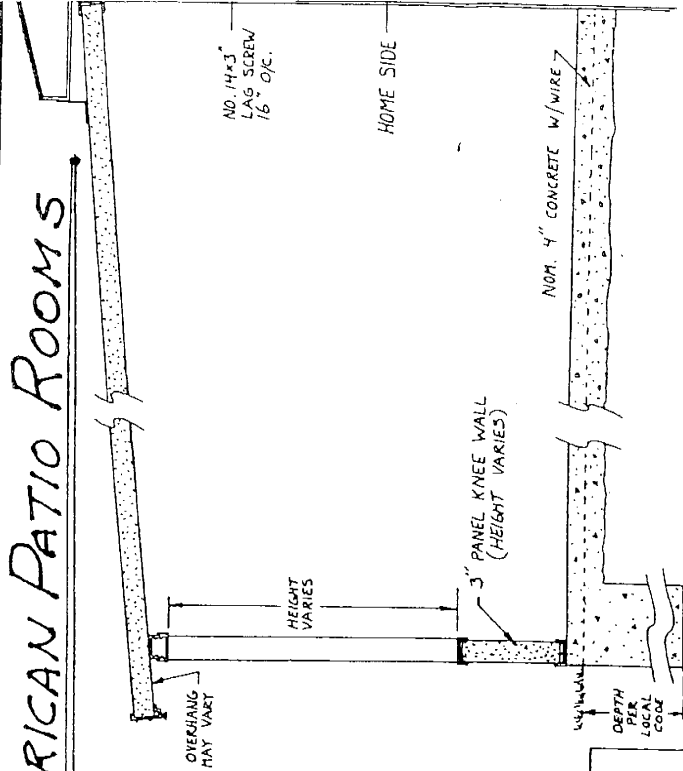 RICAN PATIO ROOMS
NO. 14x3"
LAG SCREW
16" O/C.
HOME SIDE
NOM. 4" CONCRETE W/WIRE
3" PANEL KNEE WALL
(HEIGHT VARIES)
HEIGHT
VARIES
OVERHANG
MAY VARY
DEPTH
PER
LOCAL
CODE